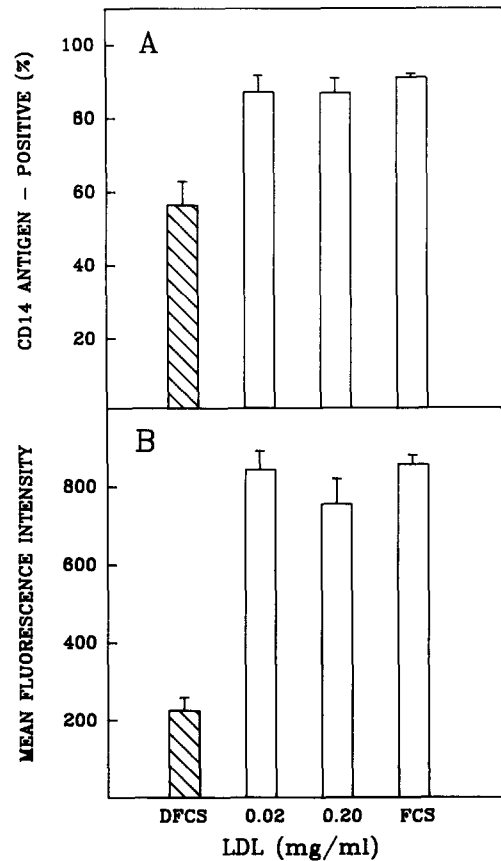 A
CD14 ANTIGEN - POSITIVE (%)
100
80
60
40
20
B
MEAN FLUORESCENCE INTENSITY
800
600
400
200
DFCS 0.02 0.20 FCS
LDL (mg/ml)